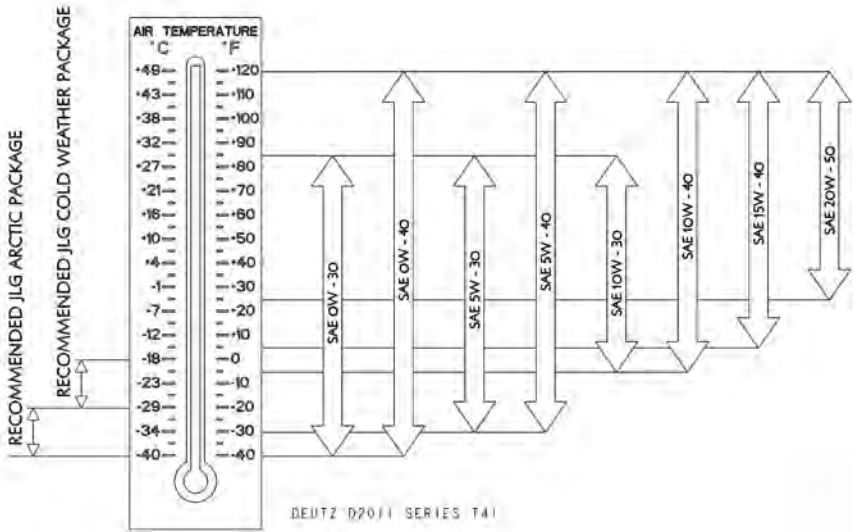 RECOMMENDED JLG ARCTIC PACKAGE
RECOMMENDED JLG COLD WEATHER PACKAGE
AIR TEMPERATURE
°C °F
+49 +120
+43 +110
+38 +100
+32 +90
+27 +80
-21 +70
+16 +60
+10 +50
+4 +40
-1 +30
-7 +20
-12 +10
-18 0
-23 -10
-29 -20
-34 -30
-40 -40
SAE 0W - 30
SAE 0W - 40
SAE 5W - 30
SAE 5W - 40
SAE 10W - 30
SAE 10W - 40
SAE 15W - 40
SAE 20W - 50
DEUTZ D2011 SERIES T4I